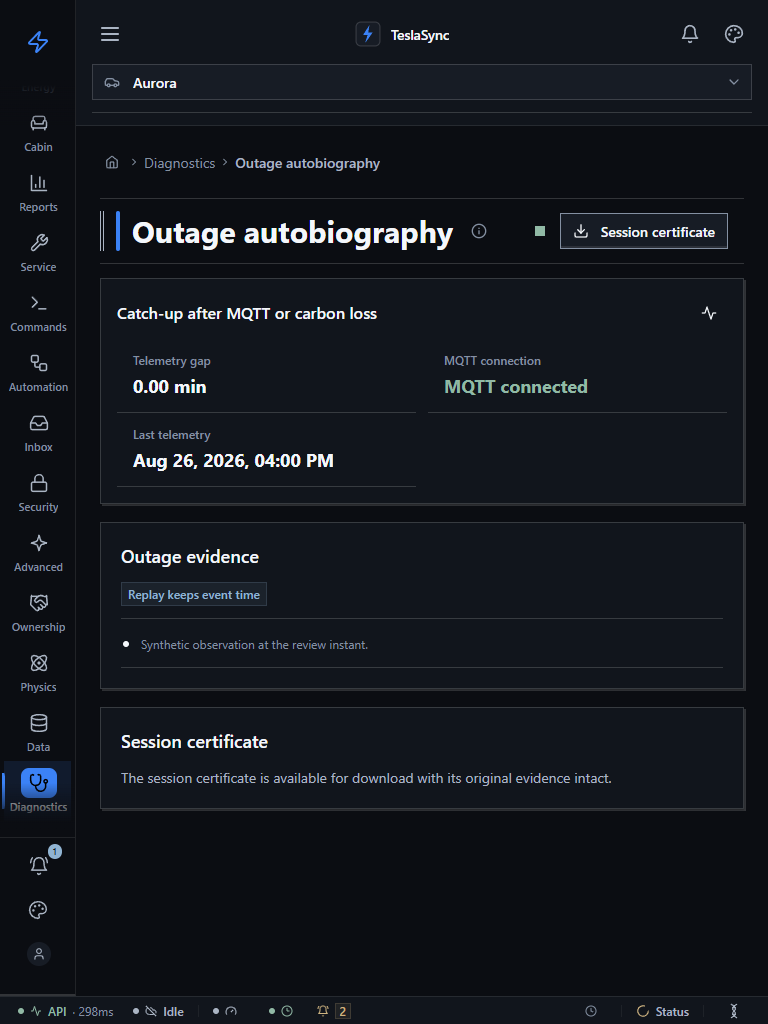 TeslaSync
Aurora
Energy
Cabin
Reports
Service
Commands
Automation
Inbox
Security
Advanced
Ownership
Physics
Data
Diagnostics
1
Diagnostics
Outage autobiography
Outage autobiography
Session certificate
Catch-up after MQTT or carbon loss
Telemetry gap
0.00 min
MQTT connection
MQTT connected
Last telemetry
Aug 26, 2026, 04:00 PM
Outage evidence
Replay keeps event time
Synthetic observation at the review instant.
Session certificate
The session certificate is available for download with its original evidence intact.
API · 298ms
Idle
2
Status